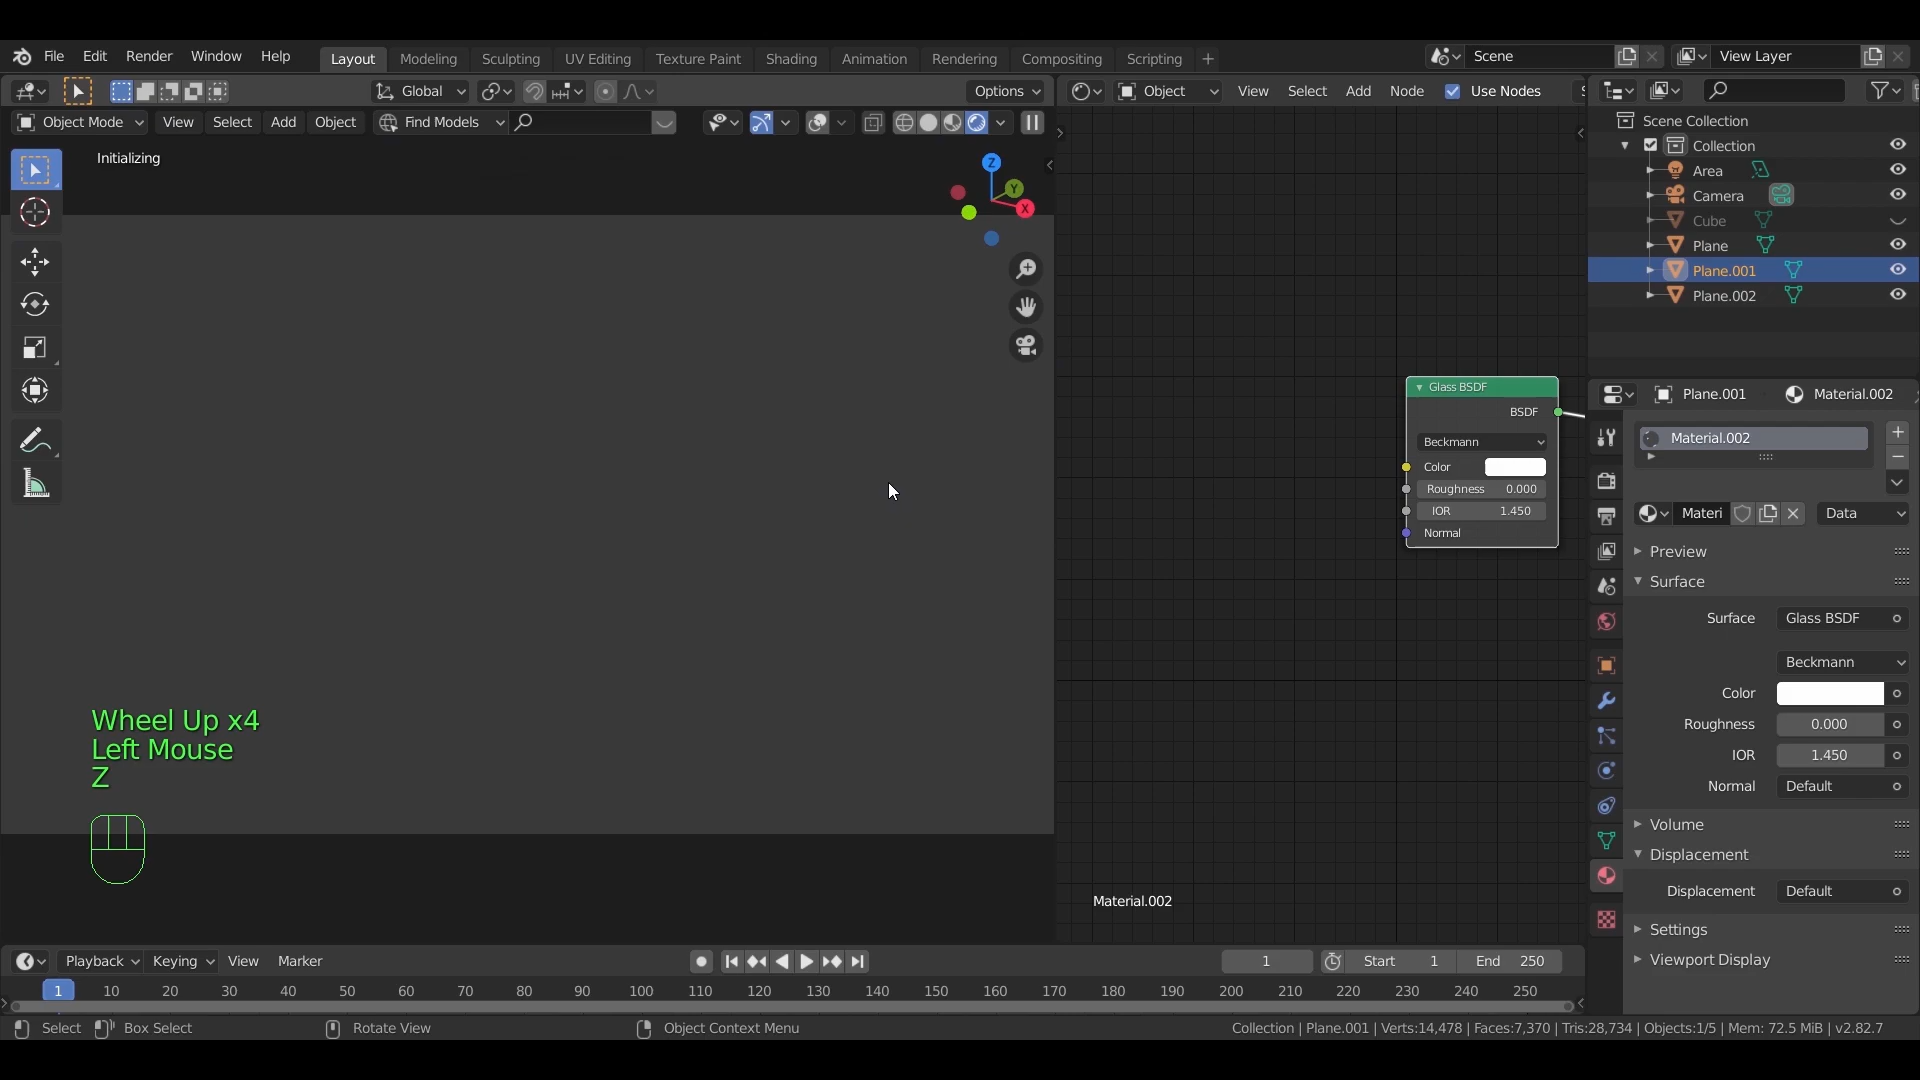 File Edit Render Window Help Layout Modeling Sculpting UV Editing Texture Paint Shading Animation Rendering Compositing Scripting + Scene View Layer
Global Options Object View Select Add Node Use Nodes
Object Mode View Select Add Object Find Models
Initializing
Z
Y
X
Scene Collection
Collection
Area
Camera
Cube
Plane
Plane.001
Plane.002
Glass BSDF
BSDF
Beckmann
Color
Roughness 0.000
IOR 1.450
Normal
Material.002
Plane.001 Material.002
Material.002
Materi Data
Preview
Surface
Surface Glass BSDF
Beckmann
Color
Roughness 0.000
IOR 1.450
Normal Default
Volume
Displacement
Displacement Default
Settings
Viewport Display
Wheel Up x4
Left Mouse
Z
Playback Keying View Marker 1 Start 1 End 250
1 10 20 30 40 50 60 70 80 90 100 110 120 130 140 150 160 170 180 190 200 210 220 230 240 250
Select Box Select Rotate View Object Context Menu Collection | Plane.001 | Verts:14,478 | Faces:7,370 | Tris:28,734 | Objects:1/5 | Mem: 72.5 MiB | v2.82.7